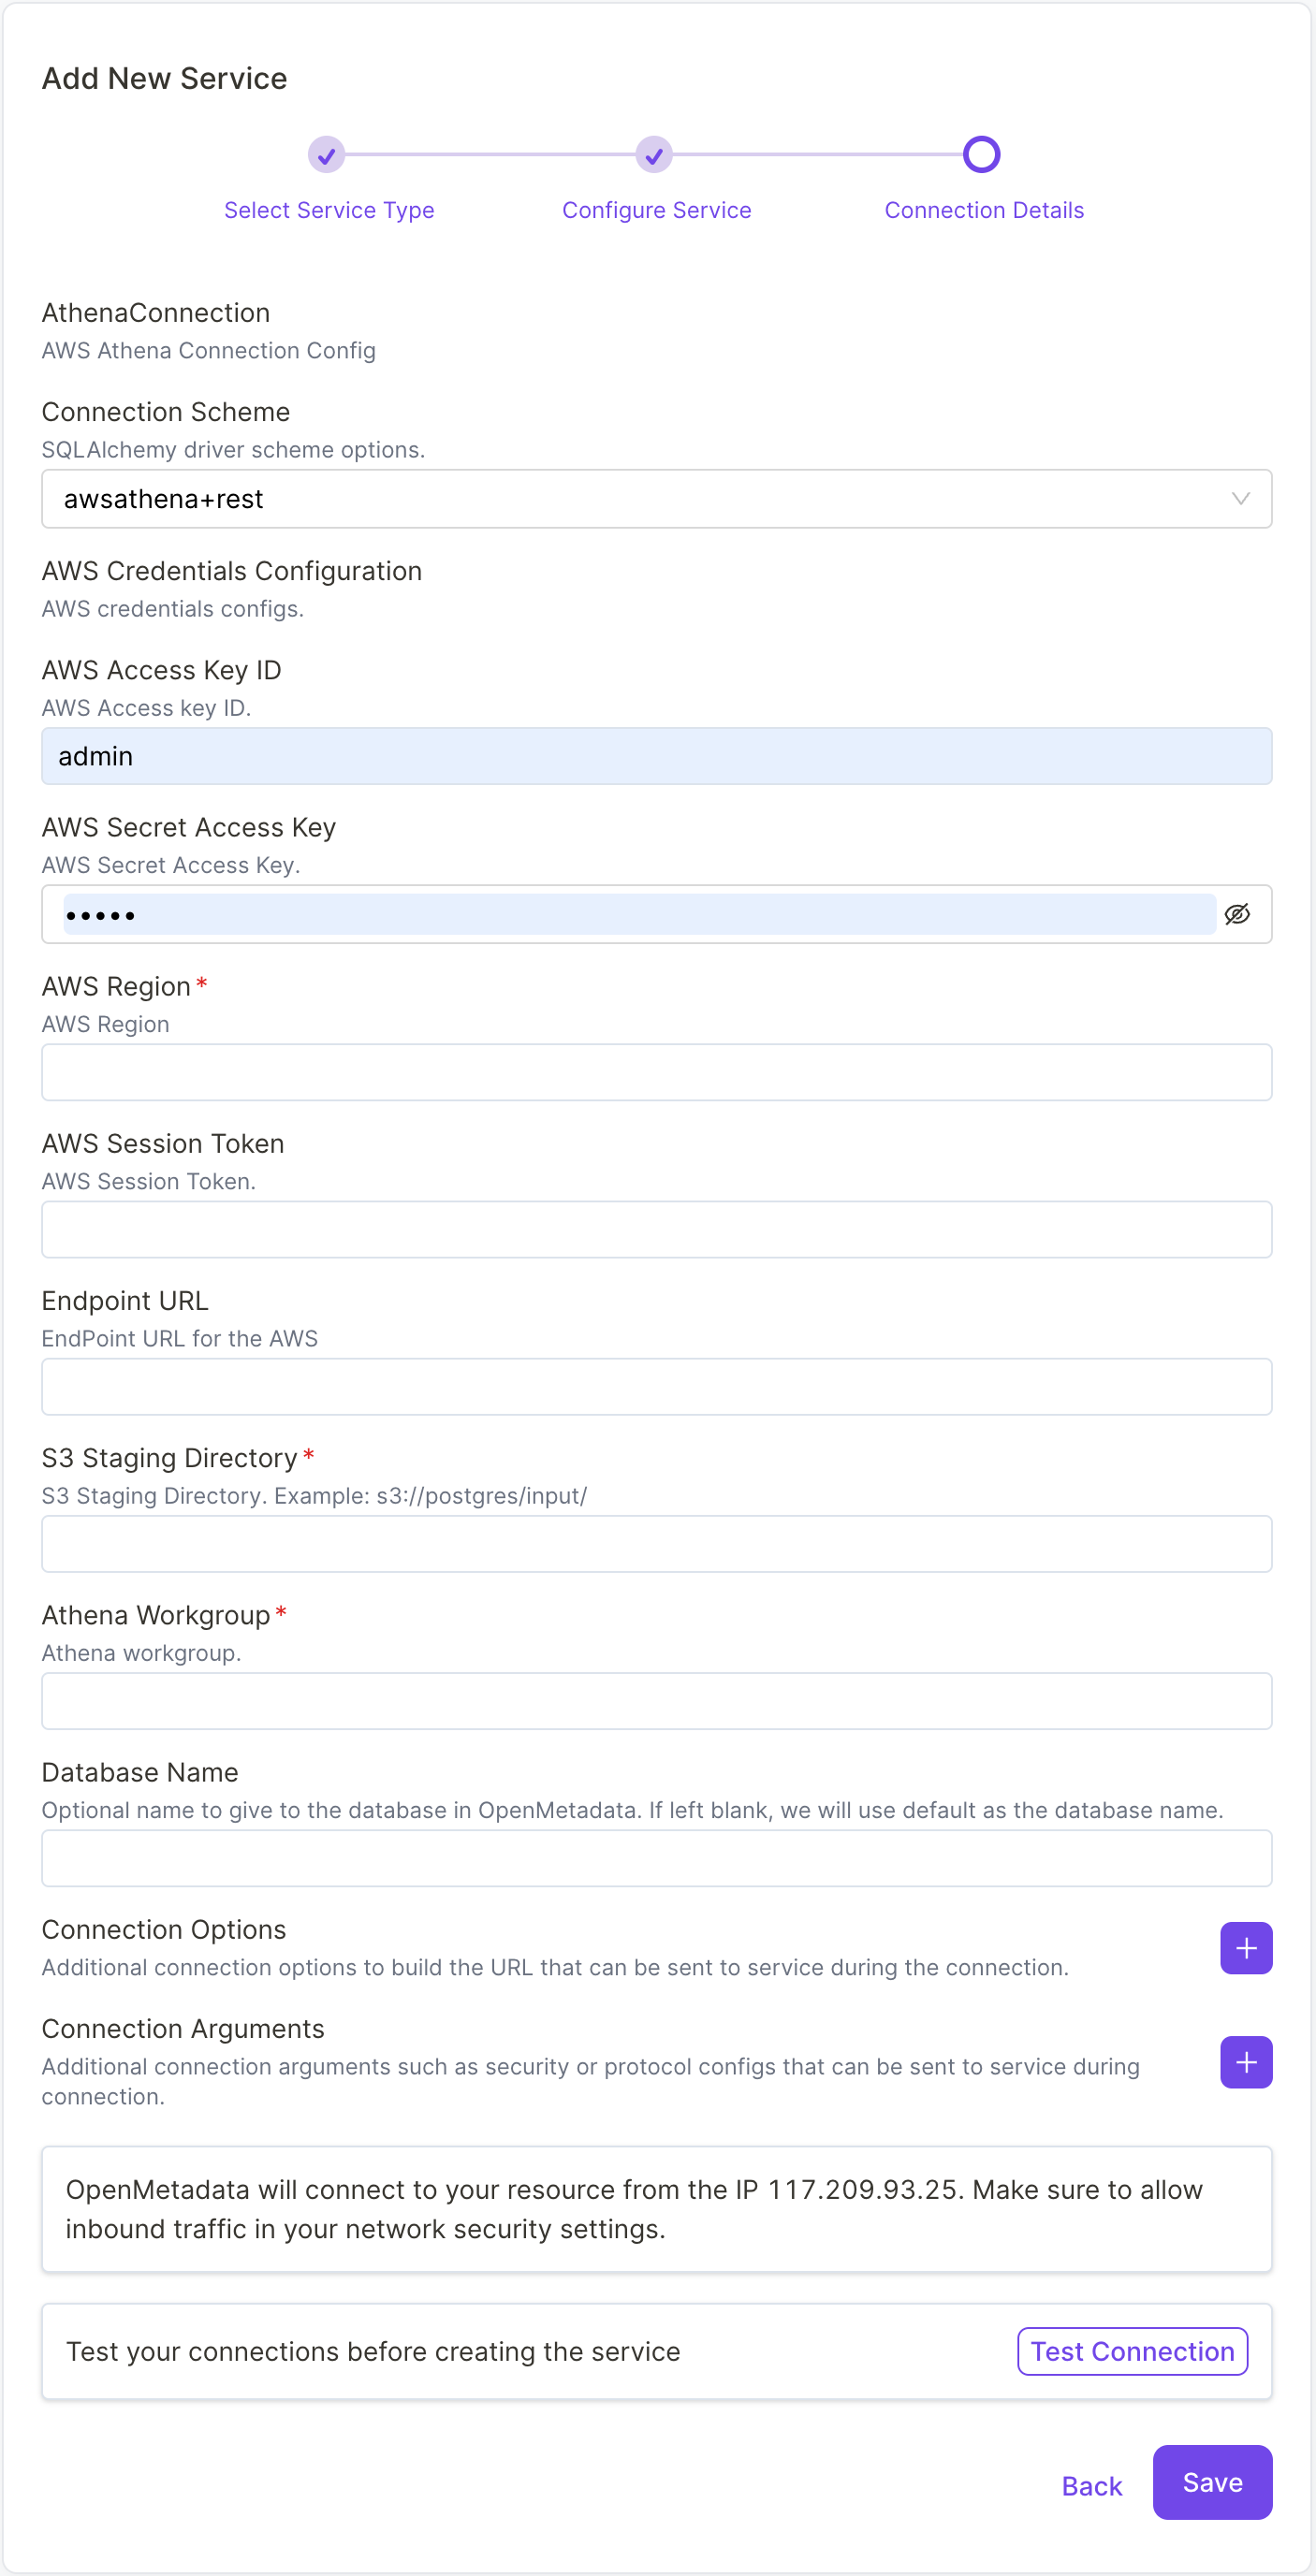 Add New Service
Select Service Type
Configure Service
Connection Details
AthenaConnection
AWS Athena Connection Config
Connection Scheme
SQLAlchemy driver scheme options.
awsathena+rest
AWS Credentials Configuration
AWS credentials configs.
AWS Access Key ID
AWS Access key ID.
admin
AWS Secret Access Key
AWS Secret Access Key.
•••••
AWS Region*
AWS Region
AWS Session Token
AWS Session Token.
Endpoint URL
EndPoint URL for the AWS
S3 Staging Directory*
S3 Staging Directory. Example: s3://postgres/input/
Athena Workgroup*
Athena workgroup.
Database Name
Optional name to give to the database in OpenMetadata. If left blank, we will use default as the database name.
Connection Options
Additional connection options to build the URL that can be sent to service during the connection.
Connection Arguments
Additional connection arguments such as security or protocol configs that can be sent to service during
connection.
OpenMetadata will connect to your resource from the IP 117.209.93.25. Make sure to allow
inbound traffic in your network security settings.
Test your connections before creating the service
Test Connection
Back
Save